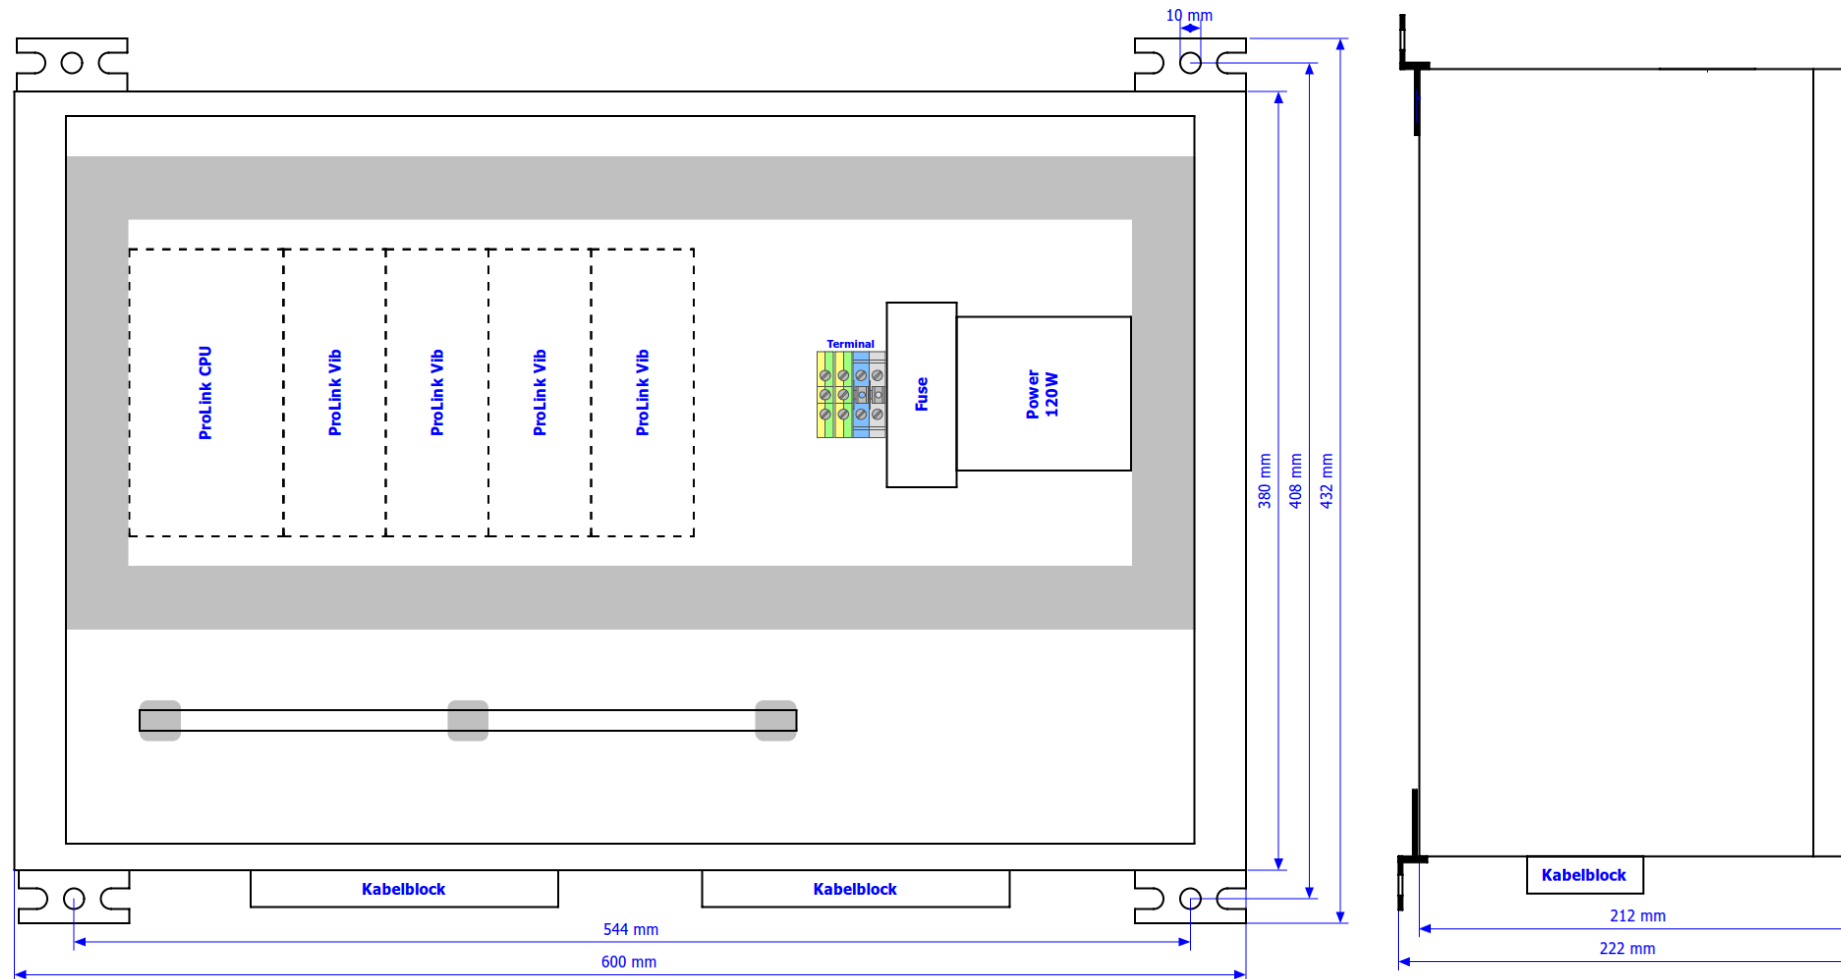 10 mm
ProLink CPU
ProLink Vib
ProLink Vib
ProLink Vib
ProLink Vib
Terminal
Fuse
Power
120W
380 mm
408 mm
432 mm
Kabelblock
Kabelblock
544 mm
600 mm
Kabelblock
212 mm
222 mm